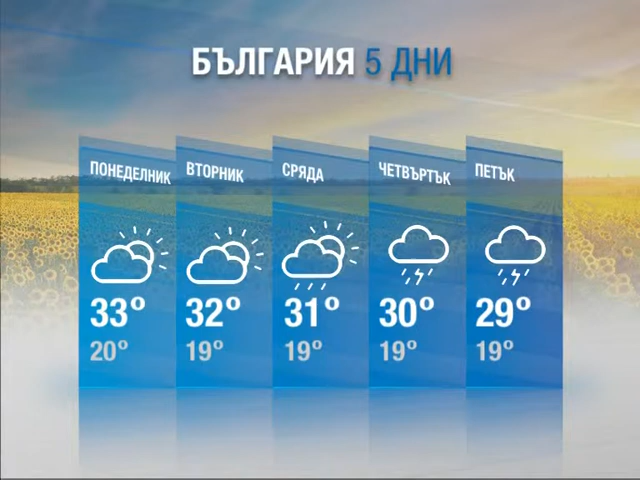 БЪЛГАРИЯ 5 ДНИ
ПОНЕДЕЛНИК ВТОРНИК СРЯДА ЧЕТВЪРТЪК ПЕТЪК
33° 32° 31° 30° 29°
20° 19° 19° 19° 19°